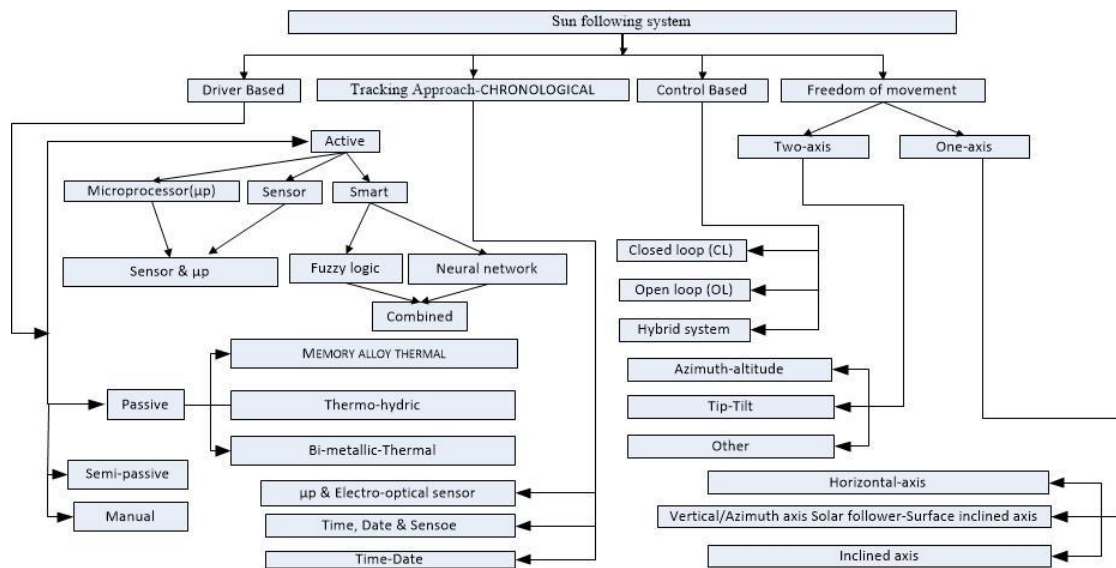 Sun following system
Driver Based
Tracking Approach-CHRONOLOGICAL
Control Based
Freedom of movement
Active
Two-axis
One-axis
Microprocessor(μp)
Sensor
Smart
Closed loop (CL)
Sensor & μp
Fuzzy logic
Neural network
Open loop (OL)
Combined
Hybrid system
MEMORY ALLOY THERMAL
Azimuth-altitude
Passive
Thermo-hydric
Tip-Tilt
Bi-metallic-Thermal
Other
Semi-passive
μp & Electro-optical sensor
Horizontal-axis
Manual
Time, Date & Sensoe
Vertical/Azimuth axis Solar follower-Surface inclined axis
Time-Date
Inclined axis